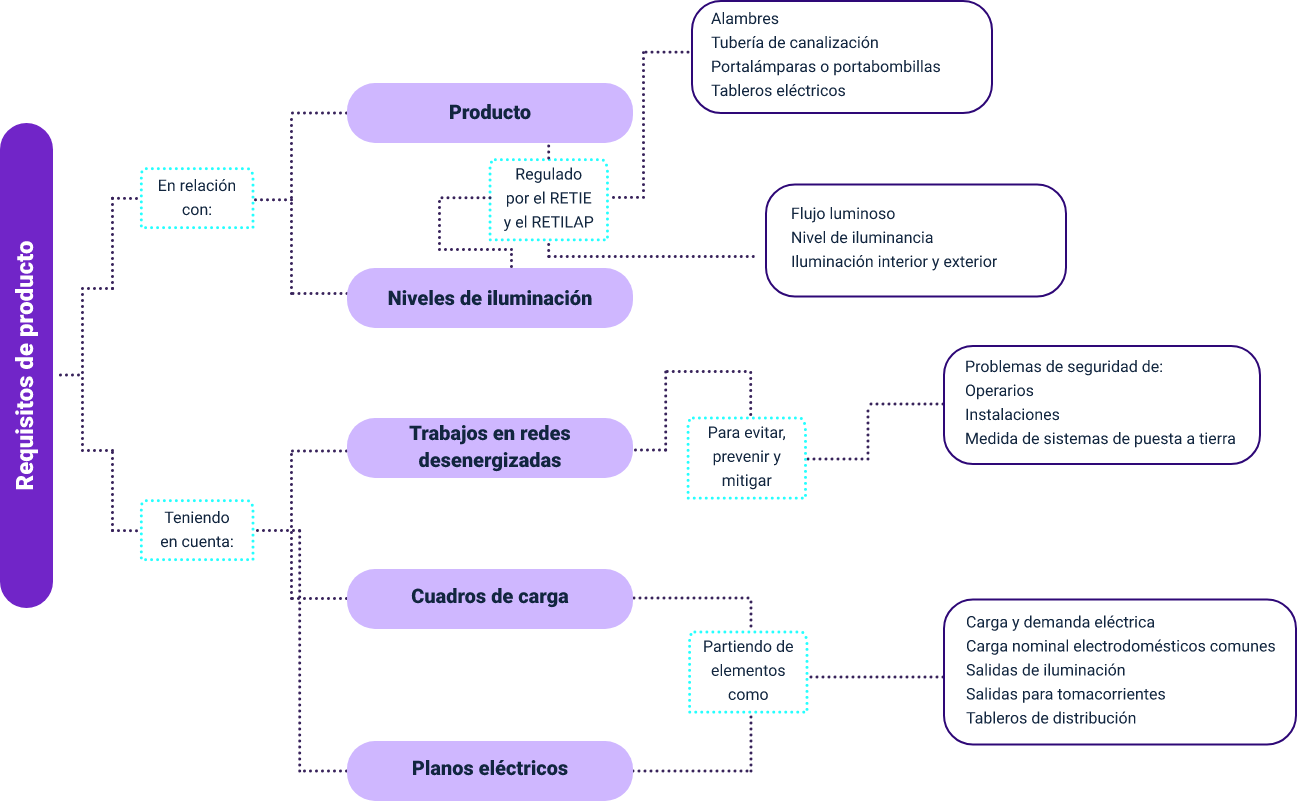 Requisitos de producto
En relación
con:
Producto
Regulado
por el RETIE
y el RETILAP
Niveles de iluminación
Alambres
Tubería de canalización
Portalámparas o portabombillas
Tableros eléctricos
Flujo luminoso
Nivel de iluminancia
Iluminación interior y exterior
Teniendo
en cuenta:
Trabajos en redes
desenergizadas
Para evitar,
prevenir y
mitigar
Problemas de seguridad de:
Operarios
Instalaciones
Medida de sistemas de puesta a tierra
Cuadros de carga
Planos eléctricos
Partiendo de
elementos
como
Carga y demanda eléctrica
Carga nominal electrodomésticos comunes
Salidas de iluminación
Salidas para tomacorrientes
Tableros de distribución